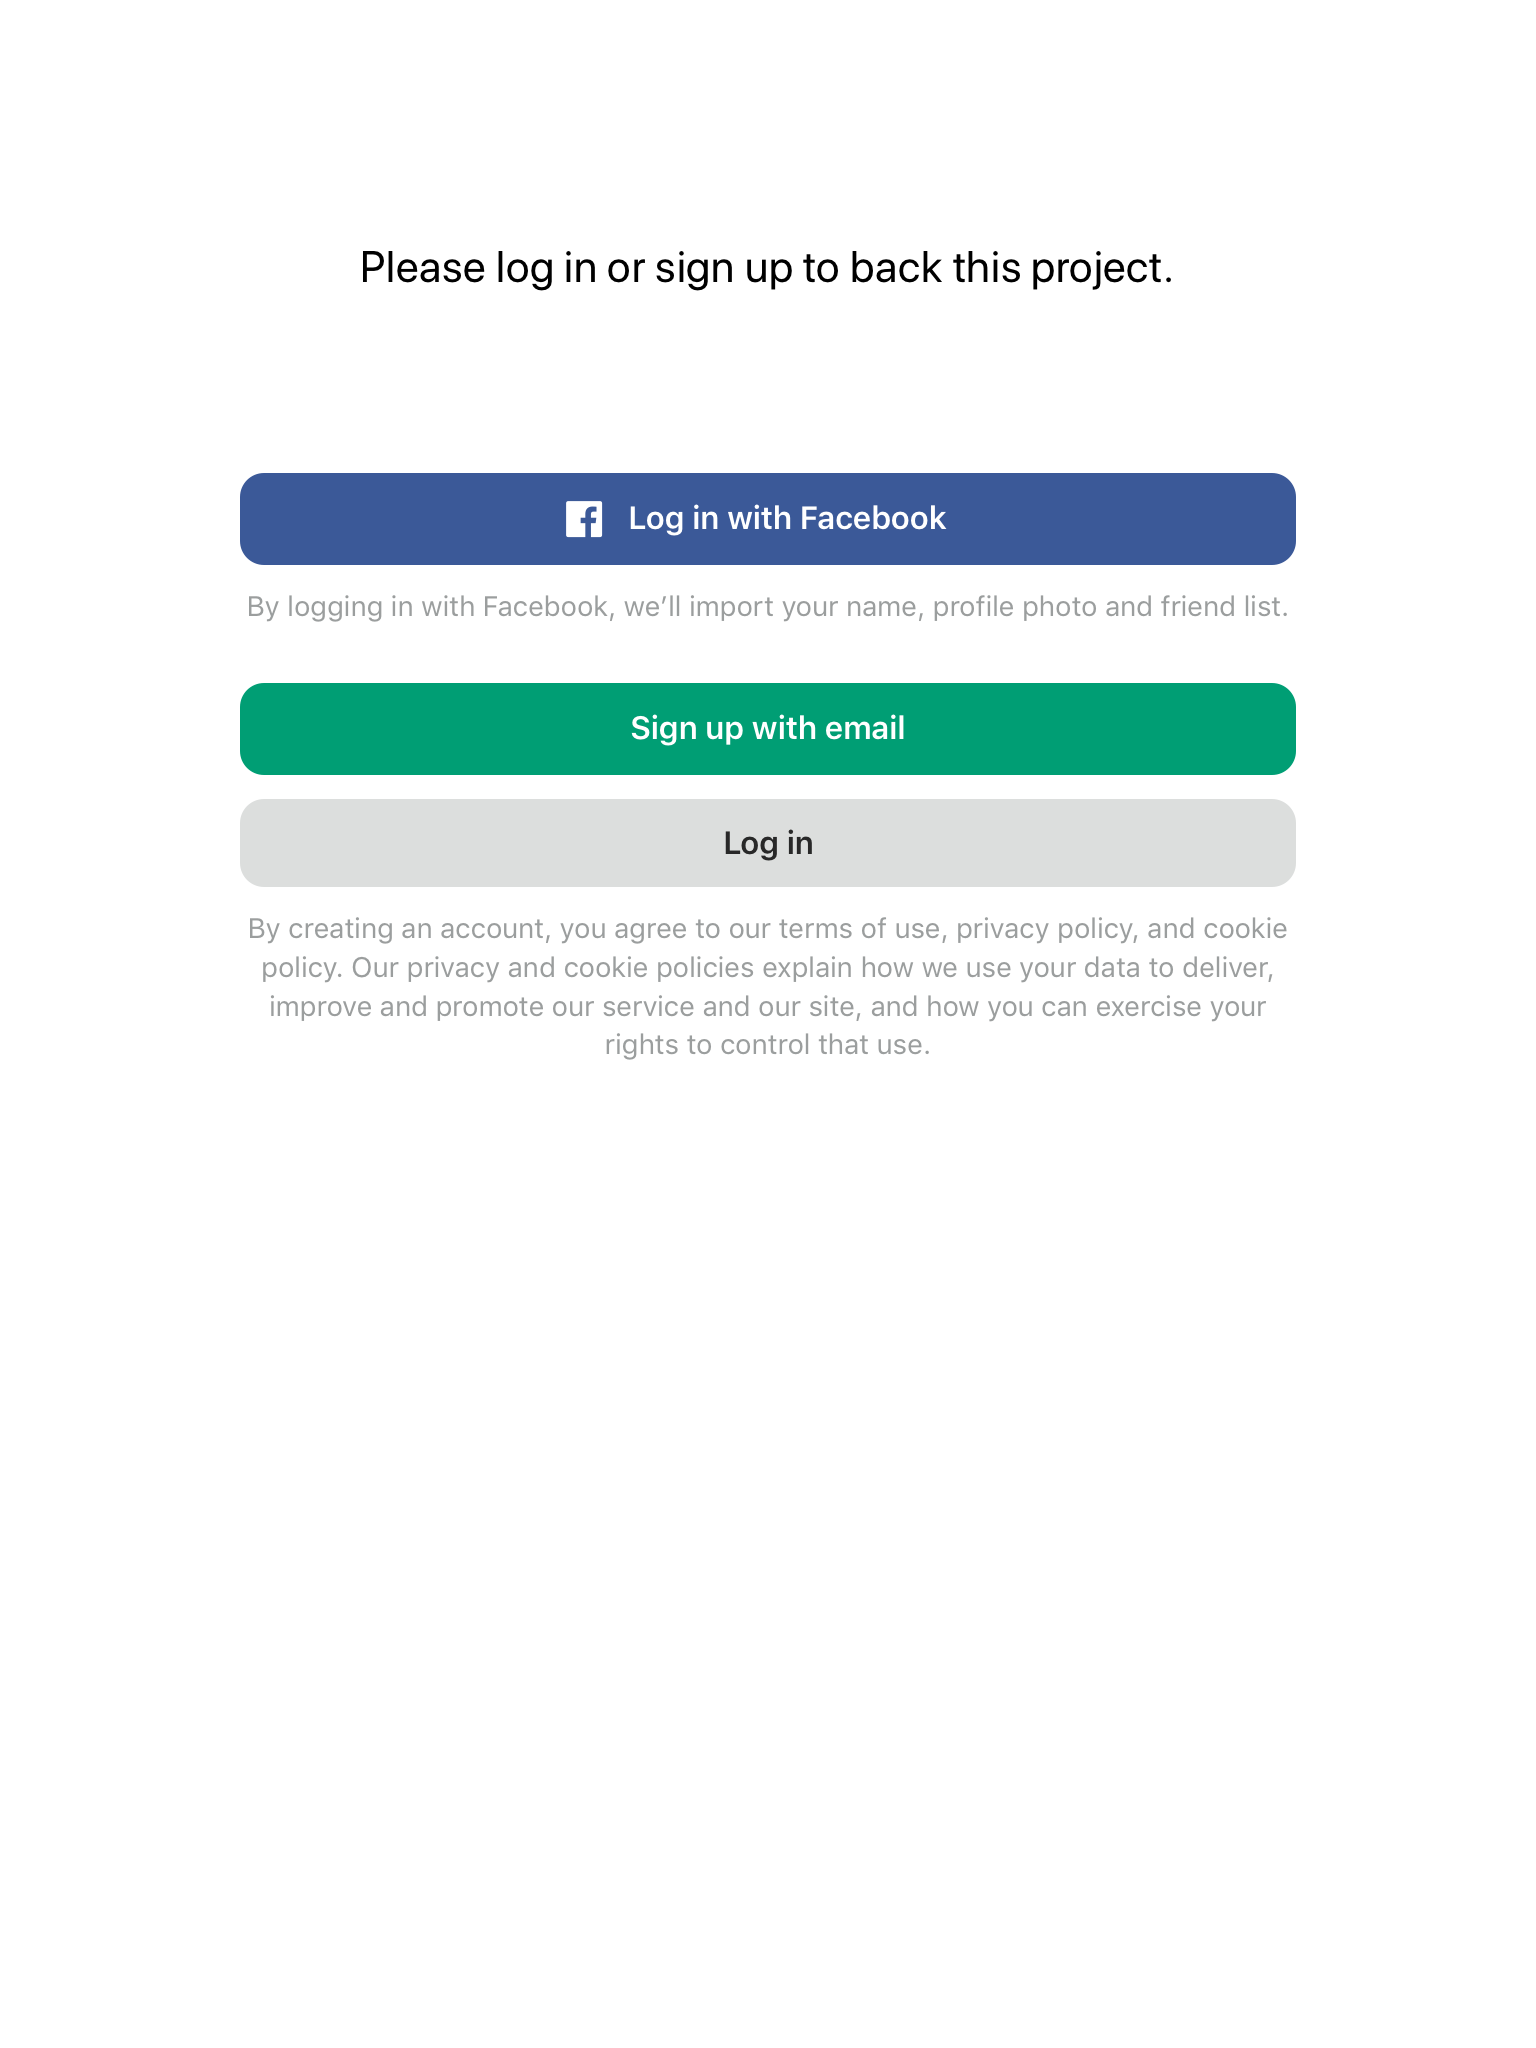 Please log in or sign up to back this project.
Log in with Facebook
By logging in with Facebook, we’ll import your name, profile photo and friend list.
Sign up with email
Log in
By creating an account, you agree to our terms of use, privacy policy, and cookie
policy. Our privacy and cookie policies explain how we use your data to deliver,
improve and promote our service and our site, and how you can exercise your
rights to control that use.